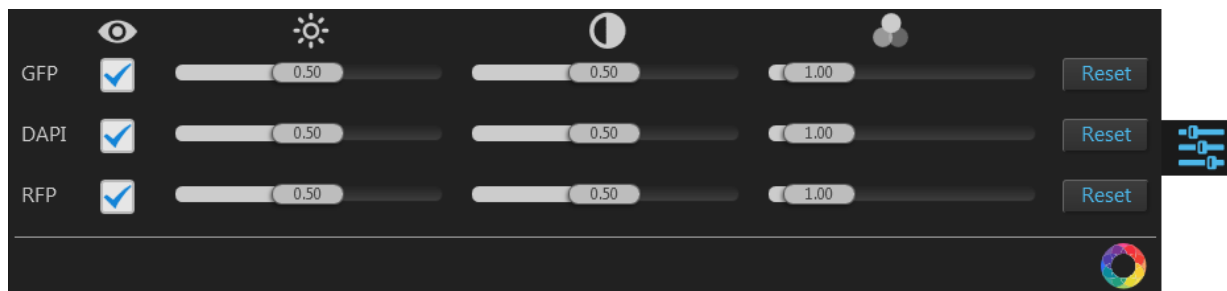 GFP 0.50 0.50 1.00 Reset
DAPI 0.50 0.50 1.00 Reset
RFP 0.50 0.50 1.00 Reset